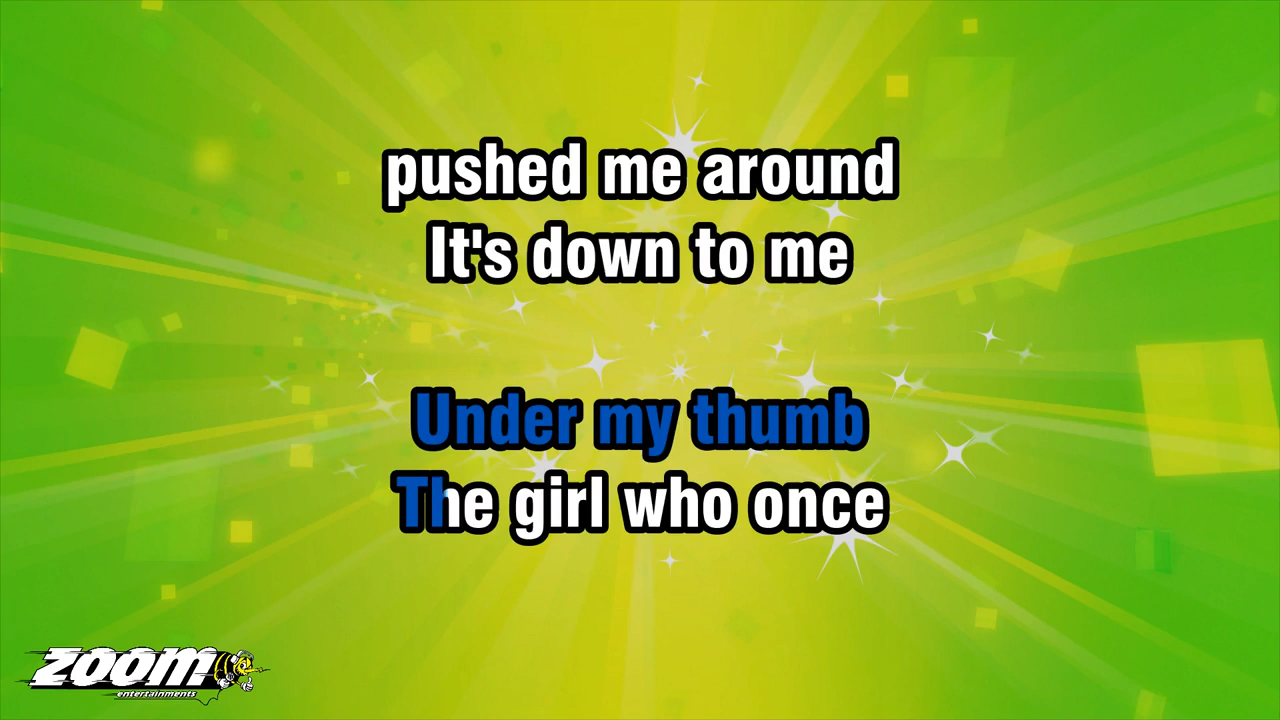 pushed me around
It's down to me
Under my thumb
The girl who once
zoom
entertainments